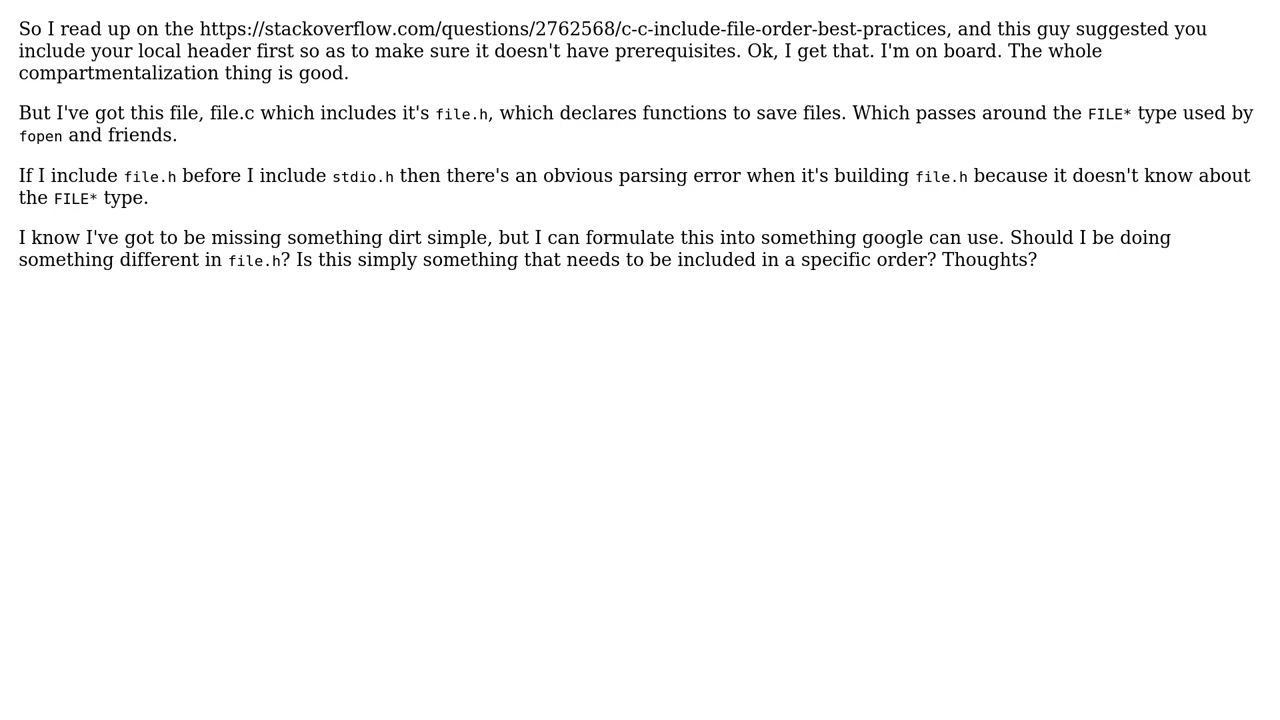 So I read up on the https://stackoverflow.com/questions/2762568/c-c-include-file-order-best-practices, and this guy suggested you
include your local header first so as to make sure it doesn't have prerequisites. Ok, I get that. I'm on board. The whole
compartmentalization thing is good.
But I've got this file, file.c which includes it's file.h, which declares functions to save files. Which passes around the FILE* type used by
fopen and friends.
If I include file.h before I include stdio.h then there's an obvious parsing error when it's building file.h because it doesn't know about
the FILE* type.
I know I've got to be missing something dirt simple, but I can formulate this into something google can use. Should I be doing
something different in file.h? Is this simply something that needs to be included in a specific order? Thoughts?